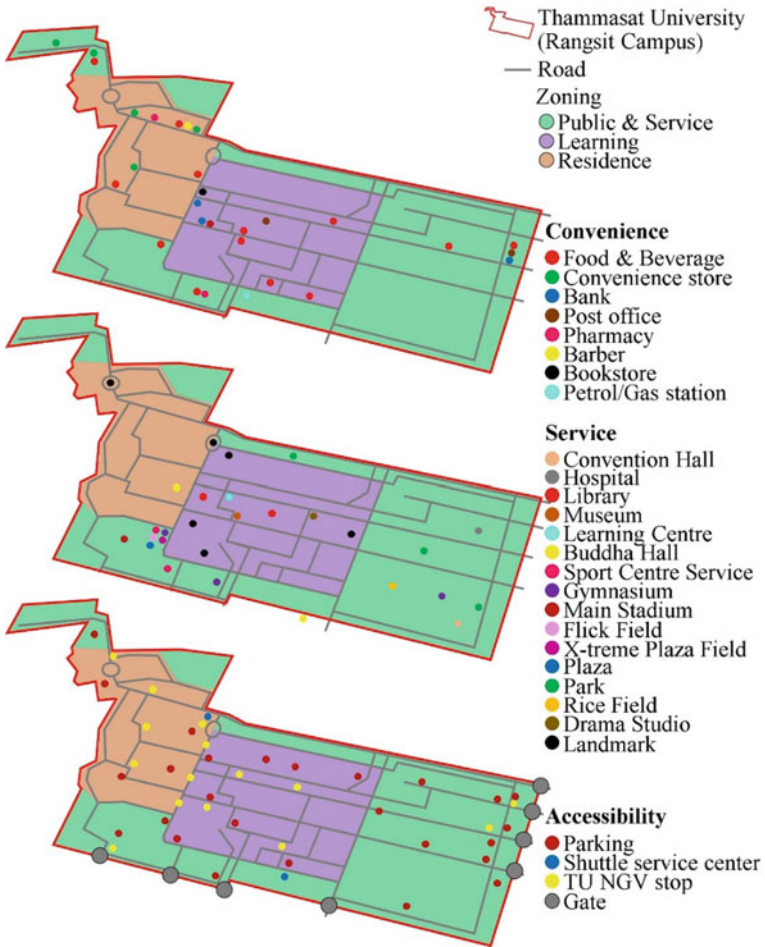 Thammasat University
(Rangsit Campus)
Road
Zoning
Public & Service
Learning
Residence
Convenience
Food & Beverage
Convenience store
Bank
Post office
Pharmacy
Barber
Bookstore
Petrol/Gas station
Service
Convention Hall
Hospital
Library
Museum
Learning Centre
Buddha Hall
Sport Centre Service
Gymnasium
Main Stadium
Flick Field
X-treme Plaza Field
Plaza
Park
Rice Field
Drama Studio
Landmark
Accessibility
Parking
Shuttle service center
TU NGV stop
Gate